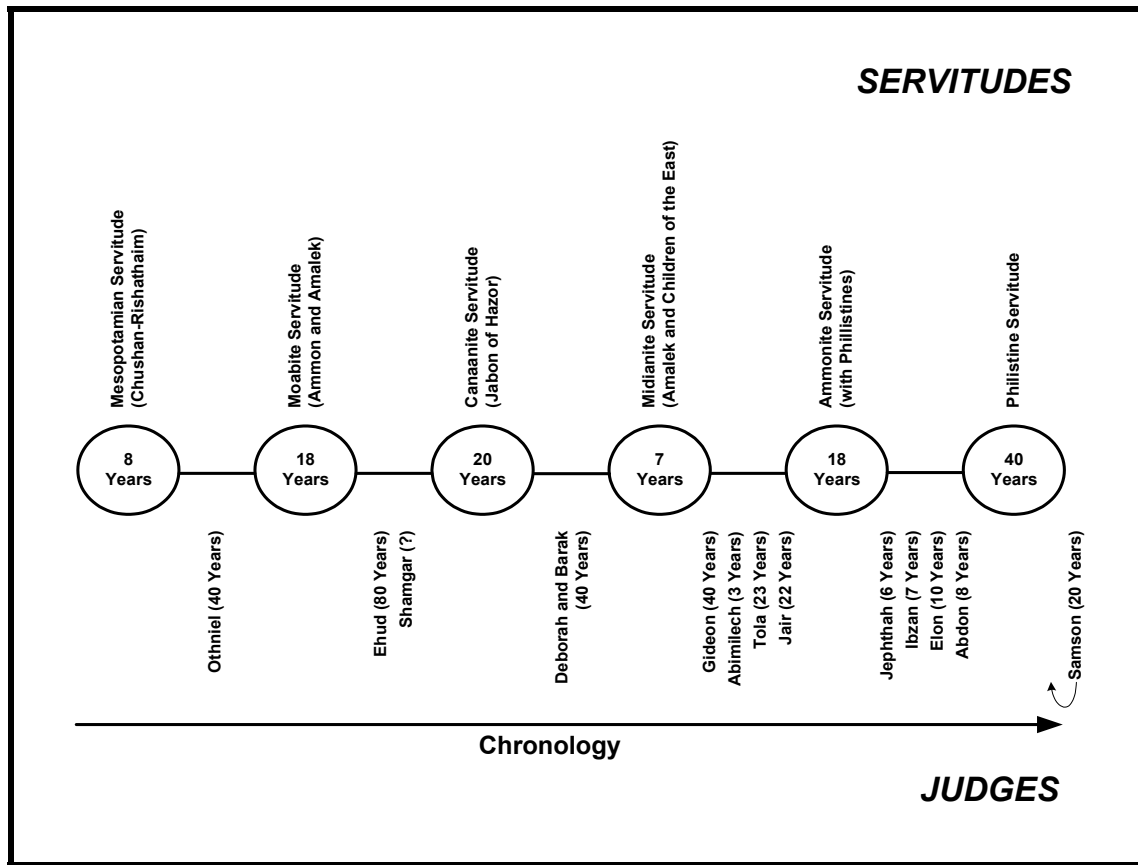 SERVITUDES
Mesopotamian Servitude
(Chushan-Rishathaim)
Moabite Servitude
(Ammon and Amalek)
Canaanite Servitude
(Jabon of Hazor)
Midianite Servitude
(Amalek and Children of the East)
Ammonite Servitude
(with Phillistines)
Philistine Servitude
8
Years
18
Years
20
Years
7
Years
18
Years
40
Years
Othniel (40 Years)
Ehud (80 Years)
Shamgar (?)
Deborah and Barak
(40 Years)
Gideon (40 Years)
Abimilech (3 Years)
Tola (23 Years)
Jair (22 Years)
Jephthah (6 Years)
Ibzan (7 Years)
Elon (10 Years)
Abdon (8 Years)
Samson (20 Years)
Chronology
JUDGES